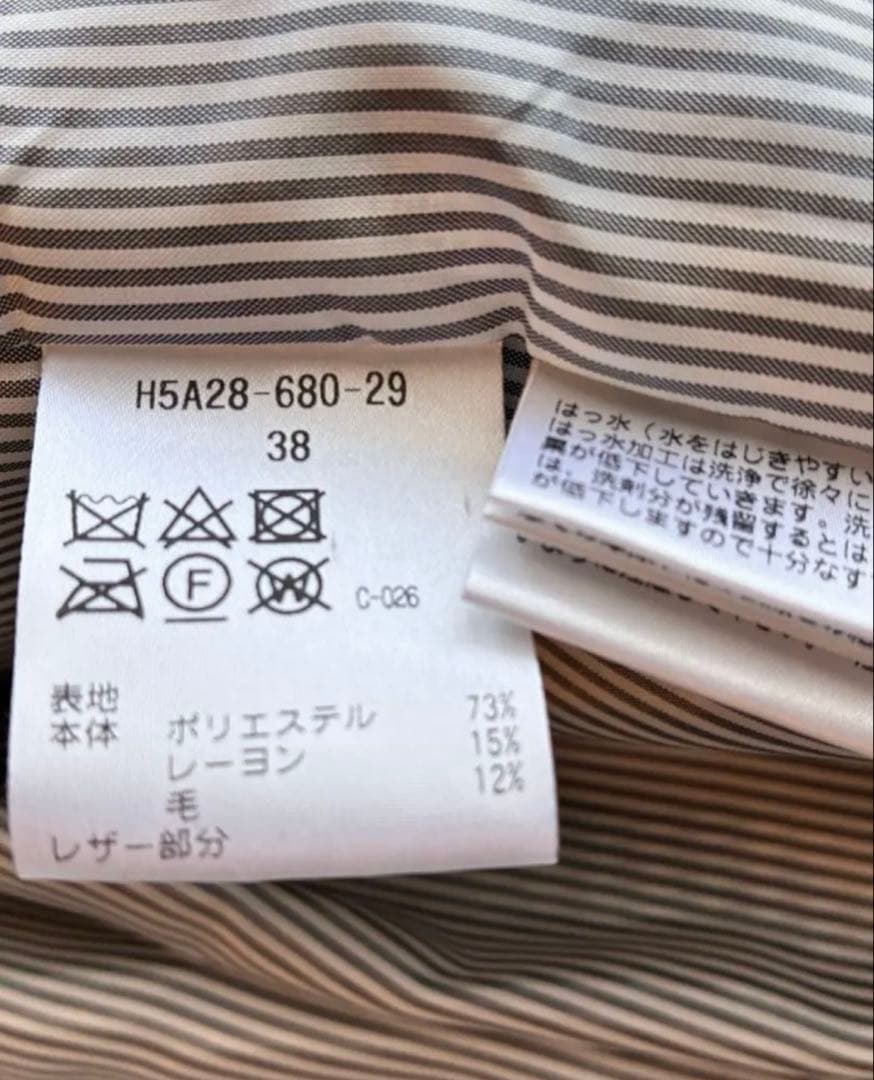 H5A28-680-29
38
F
W
C-026
表地
本体 ポリエステル 73%
レーヨン 15%
毛 12%
レザー部分
はっ水(水をはじきやすい
はっ水加工は洗浄で徐々に
果が低下していきます。洗
は、洗剤分が残留するとは
が低下しますので十分なす